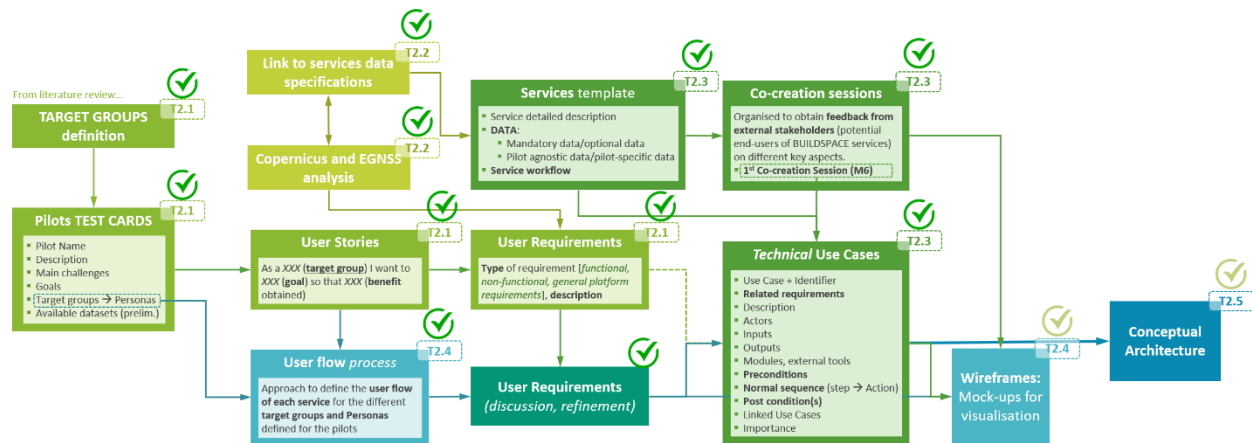 From literature review...
T2.1
TARGET GROUPS
definition
T2.2
Link to services data
specifications
T2.2
Copernicus and EGNSS
analysis
T2.3
Services template
Service detailed description
DATA:
Mandatory data/optional data
Pilot agnostic data/pilot-specific data
Service workflow
T2.3
Co-creation sessions
Organised to obtain feedback from
external stakeholders (potential
end-users of BUILDSPACE services)
on different key aspects.
1st Co-creation Session (M6)
T2.1
Pilots TEST CARDS
Pilot Name
Description
Main challenges
Goals
Target groups → Personas
Available datasets (prelim.)
T2.1
User Stories
As a XXX (target group) I want to
XXX (goal) so that XXX (benefit
obtained)
T2.1
User Requirements
Type of requirement [functional,
non-functional, general platform
requirements], description
T2.3
Technical Use Cases
Use Case + Identifier
Related requirements
Description
Actors
Inputs
Outputs
Modules, external tools
Preconditions
Normal sequence (step → Action)
Post condition(s)
Linked Use Cases
Importance
T2.4
User flow process
Approach to define the user flow
of each service for the different
target groups and Personas
defined for the pilots
User Requirements
(discussion, refinement)
T2.4
Wireframes:
Mock-ups for
visualisation
T2.5
Conceptual
Architecture